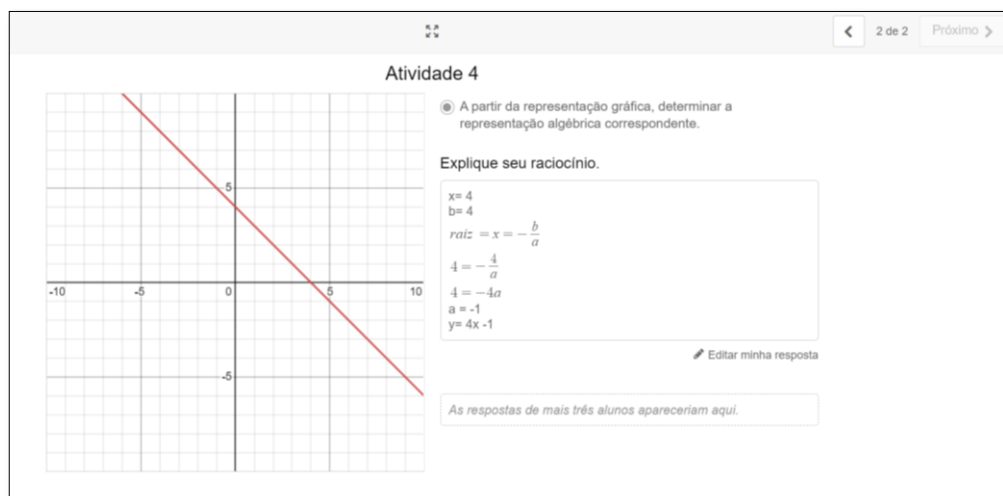 2 de 2
Próximo
Atividade 4
A partir da representação gráfica, determinar a
representação algébrica correspondente.
Explique seu raciocínio.
x= 4
b= 4
raiz = x = -b/a
4 = -4/a
4 = -4a
a = -1
y= 4x -1
Editar minha resposta
As respostas de mais três alunos apareceriam aqui.
5
-10 -5 0 5 10
-5